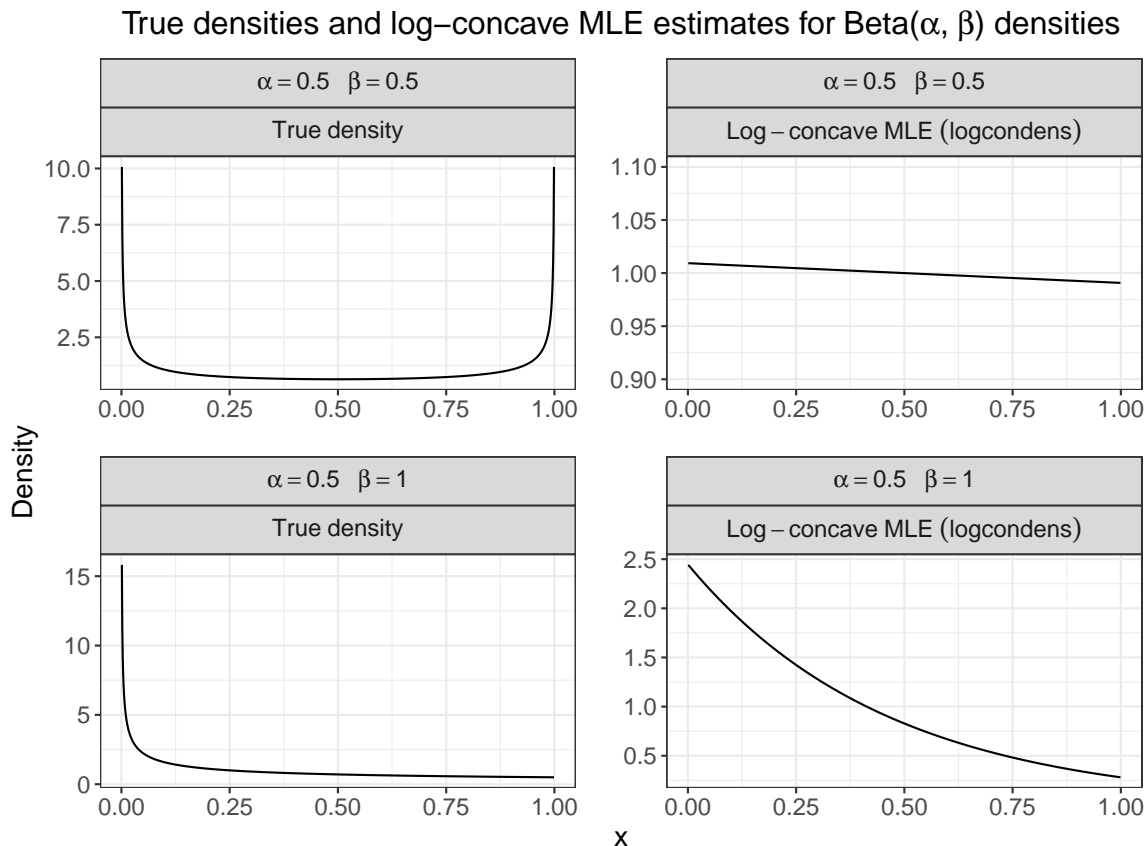 True densities and log−concave MLE estimates for Beta(α, β) densities
α = 0.5 β = 0.5
True density
10.0
7.5
5.0
2.5
0.00 0.25 0.50 0.75 1.00
α = 0.5 β = 0.5
Log − concave MLE (logcondens)
1.10
1.05
1.00
0.95
0.90
0.00 0.25 0.50 0.75 1.00
Density
α = 0.5 β = 1
True density
15
10
5
0
0.00 0.25 0.50 0.75 1.00
α = 0.5 β = 1
Log − concave MLE (logcondens)
2.5
2.0
1.5
1.0
0.5
0.00 0.25 0.50 0.75 1.00
x